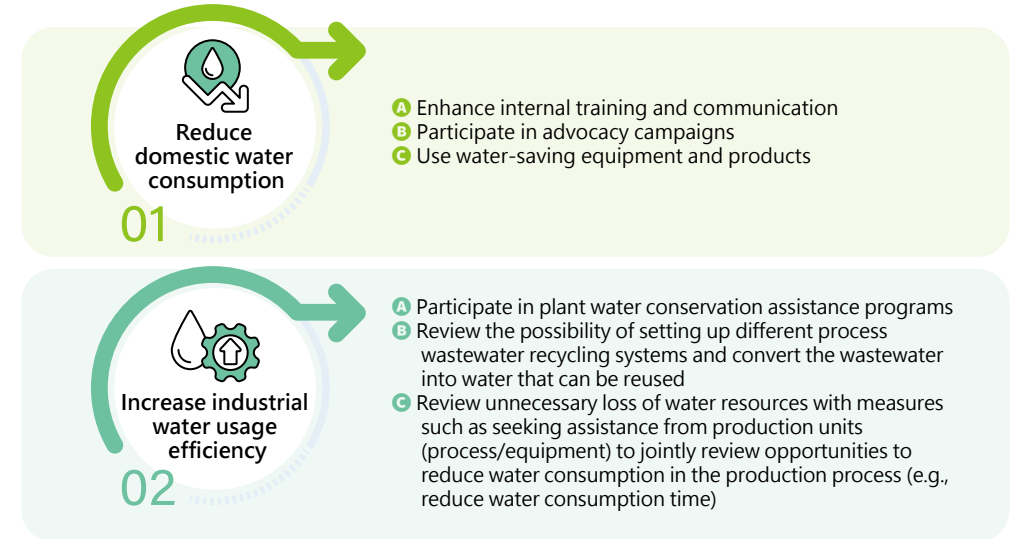 Reduce
domestic water
consumption
01
A Enhance internal training and communication
B Participate in advocacy campaigns
C Use water-saving equipment and products
Increase industrial
water usage
efficiency
02
A Participate in plant water conservation assistance programs
B Review the possibility of setting up different process
wastewater recycling systems and convert the wastewater
into water that can be reused
C Review unnecessary loss of water resources with measures
such as seeking assistance from production units
(process/equipment) to jointly review opportunities to
reduce water consumption in the production process (e.g.,
reduce water consumption time)